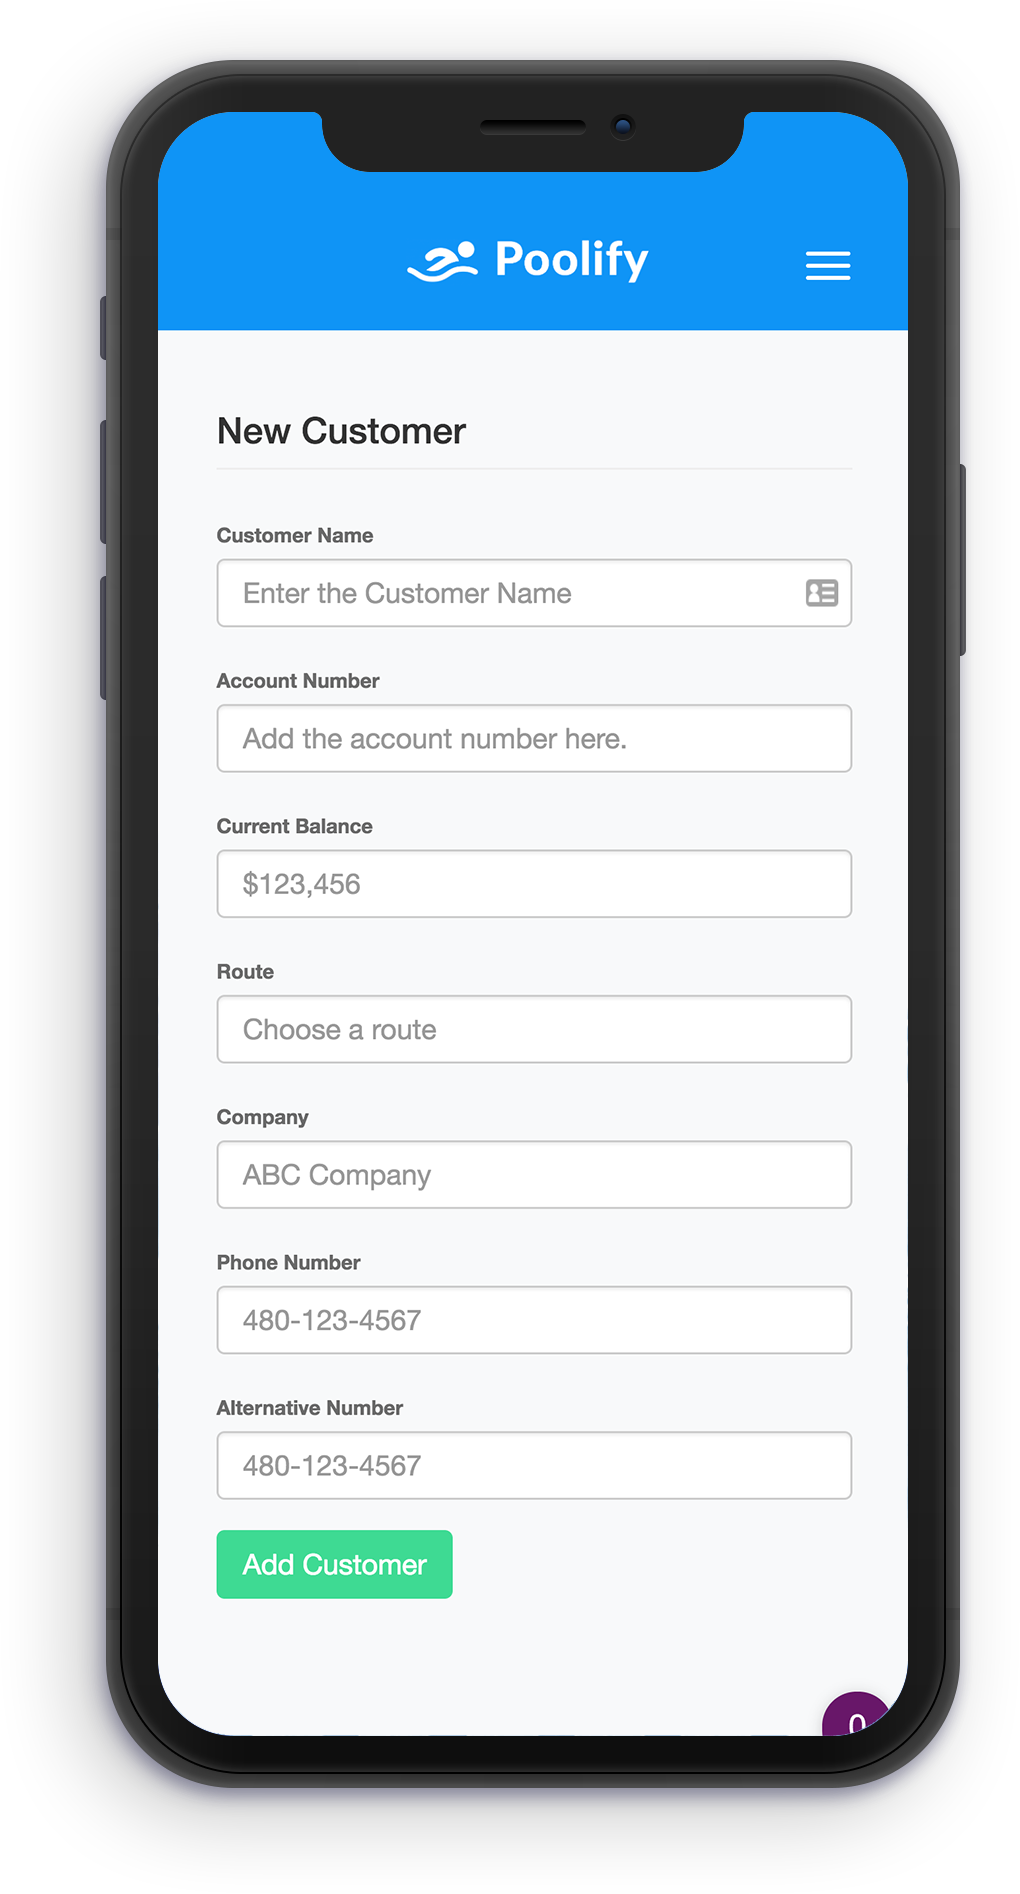 Poolify
New Customer
Customer Name
Enter the Customer Name
Account Number
Add the account number here.
Current Balance
$123,456
Route
Choose a route
Company
ABC Company
Phone Number
480-123-4567
Alternative Number
480-123-4567
Add Customer
0